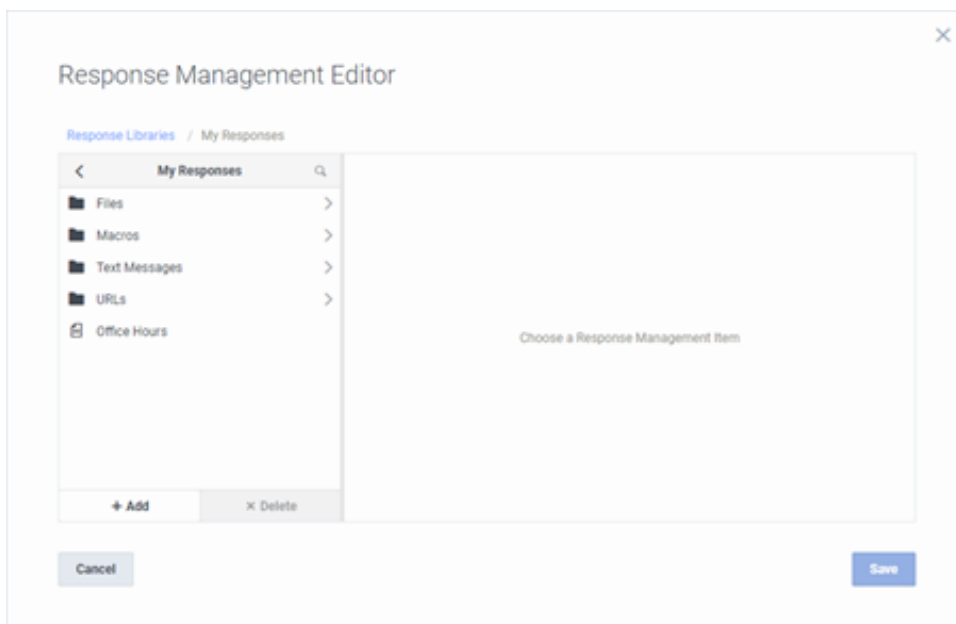 Response Management Editor
Response Libraries / My Responses
My Responses
Files
Macros
Text Messages
URLs
Office Hours
Choose a Response Management Item
+ Add × Delete
Cancel Save